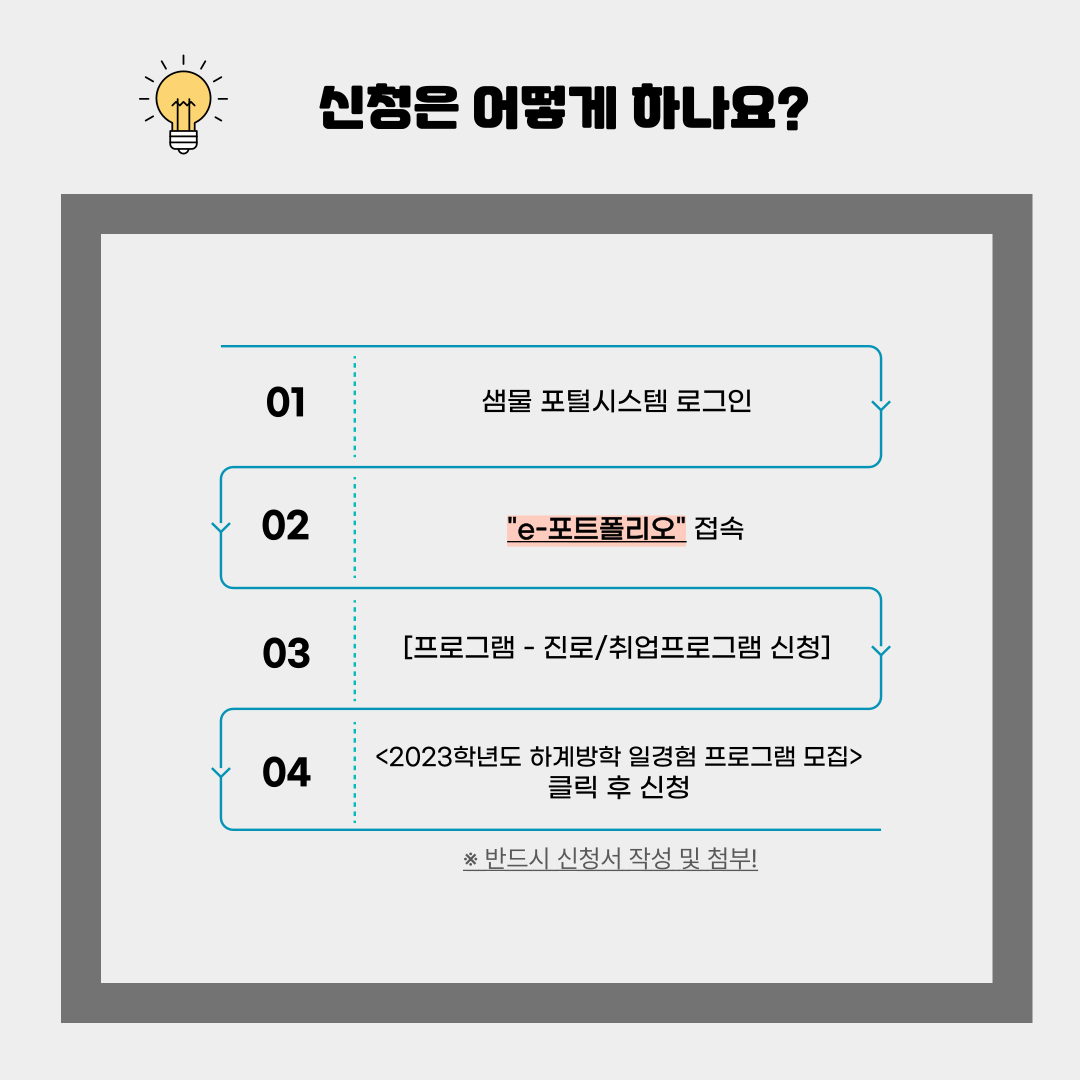 신청은 어떻게 하나요?
01
샘물 포털시스템 로그인
02
"e-포트폴리오" 접속
03
[프로그램 - 진로/취업프로그램 신청]
04
<2023학년도 하계방학 일경험 프로그램 모집>
클릭 후 신청
※ 반드시 신청서 작성 및 첨부!